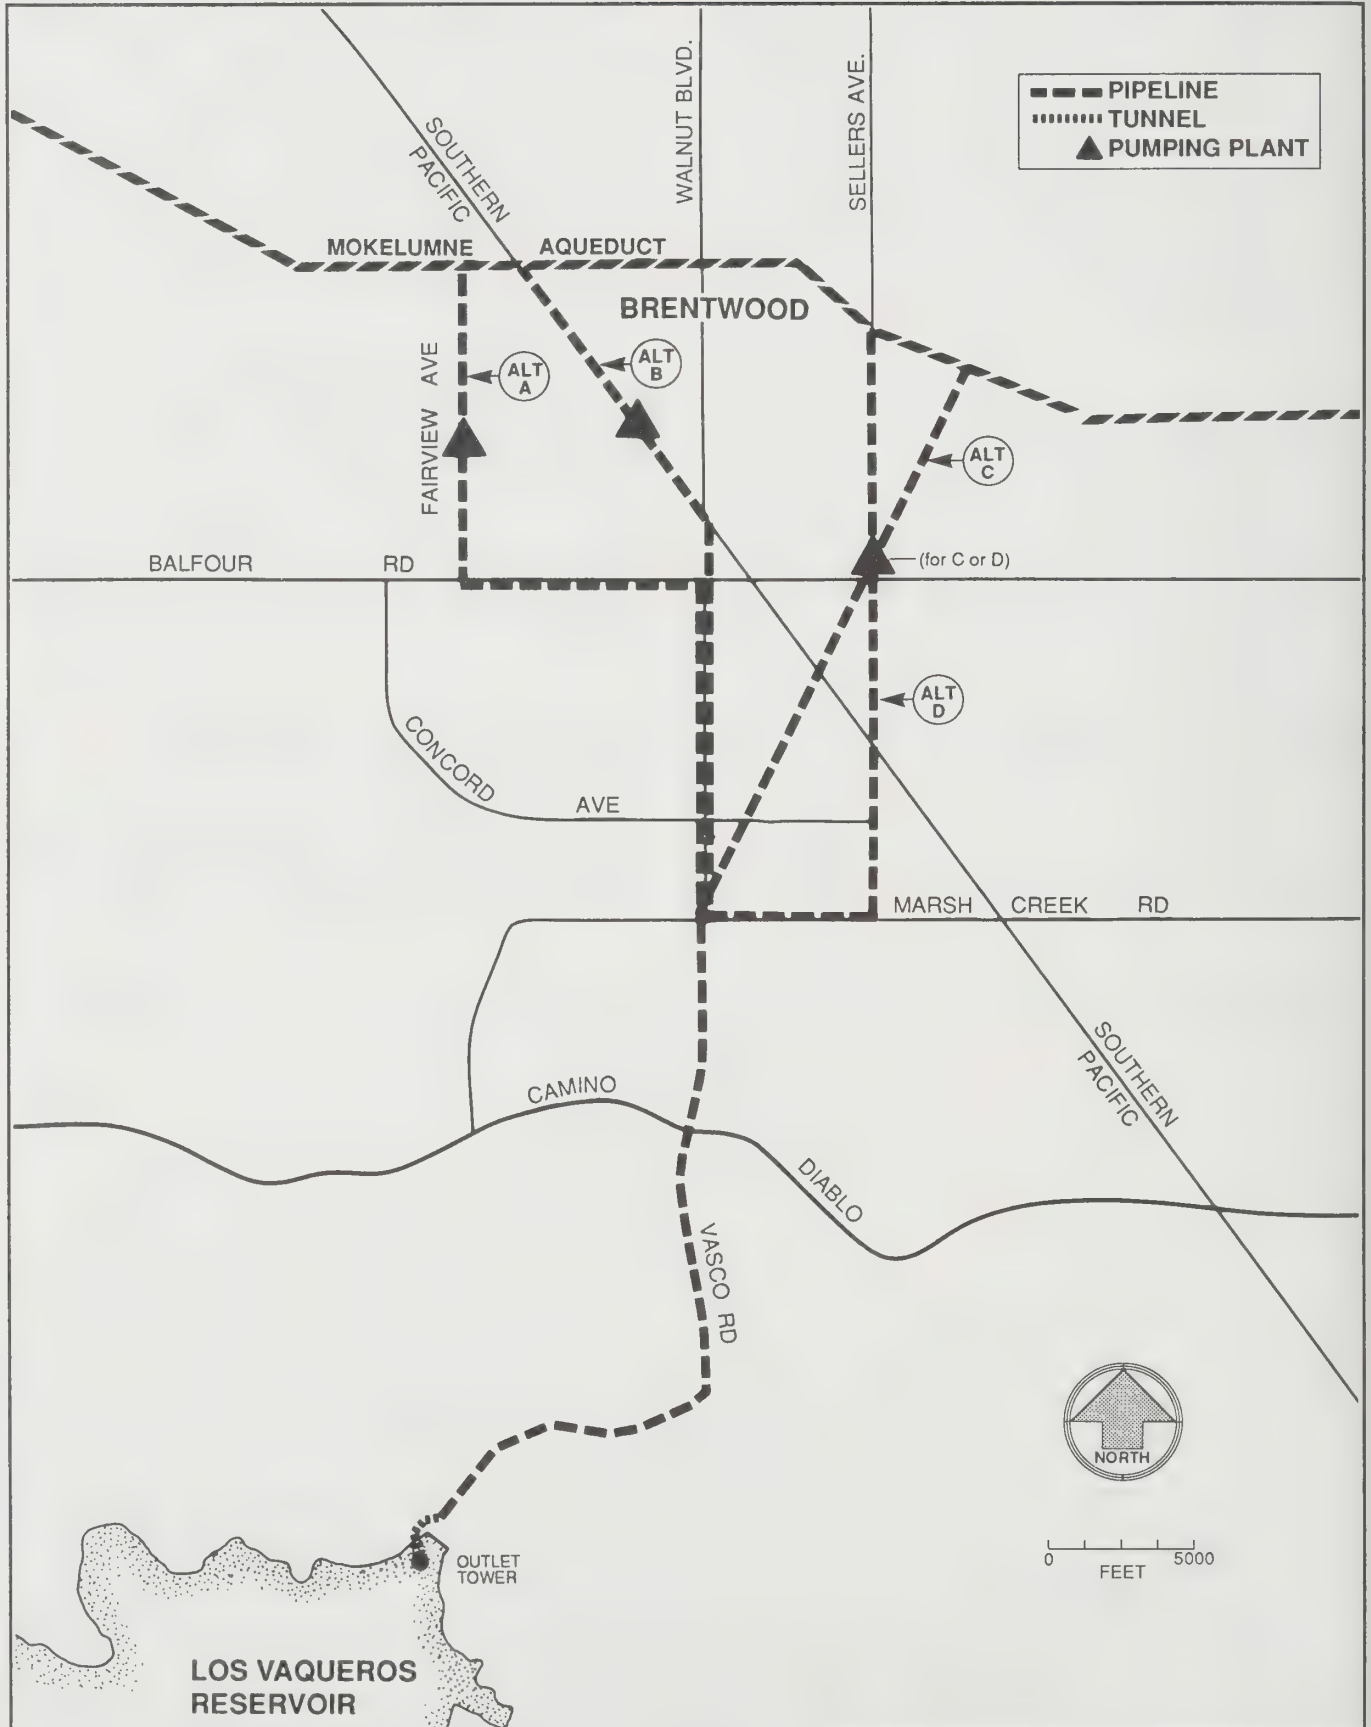 WALNUT BLVD.
SELLERS AVE.
PIPELINE
TUNNEL
PUMPING PLANT
SOUTHERN
PACIFIC
MOKELUMNE AQUEDUCT
BRENTWOOD
FAIRVIEW AVE
ALT
A
ALT
B
ALT
C
(for C or D)
BALFOUR RD
ALT
D
CONCORD AVE
MARSH CREEK RD
SOUTHERN
PACIFIC
CAMINO DIABLO
VASCO RD
NORTH
0 5000
FEET
OUTLET
TOWER
LOS VAQUEROS
RESERVOIR